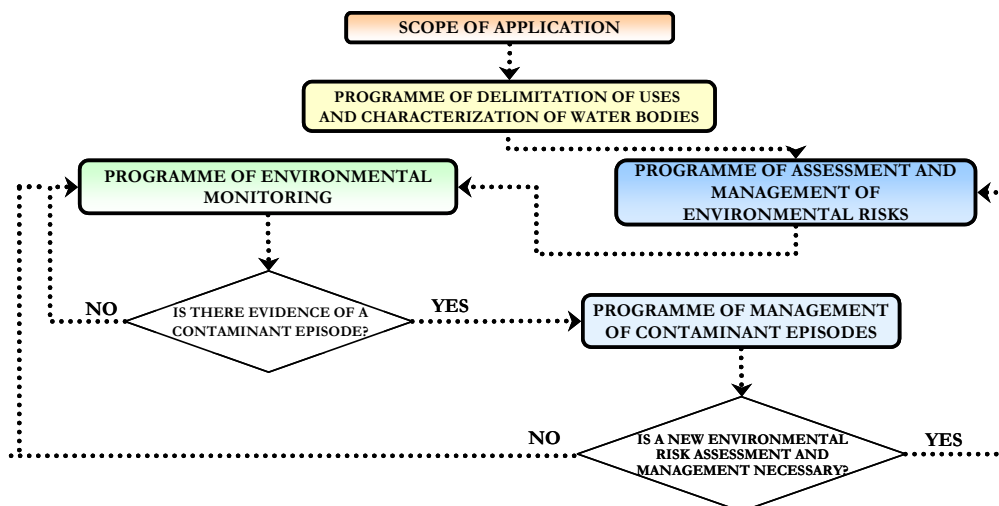 SCOPE OF APPLICATION
PROGRAMME OF DELIMITATION OF USES
AND CHARACTERIZATION OF WATER BODIES
PROGRAMME OF ENVIRONMENTAL
MONITORING
PROGRAMME OF ASSESSMENT AND
MANAGEMENT OF
ENVIRONMENTAL RISKS
NO
IS THERE EVIDENCE OF A
CONTAMINANT EPISODE?
YES
PROGRAMME OF MANAGEMENT
OF CONTAMINANT EPISODES
NO
IS A NEW ENVIRONMENTAL
RISK ASSESSMENT AND
MANAGEMENT NECESSARY?
YES